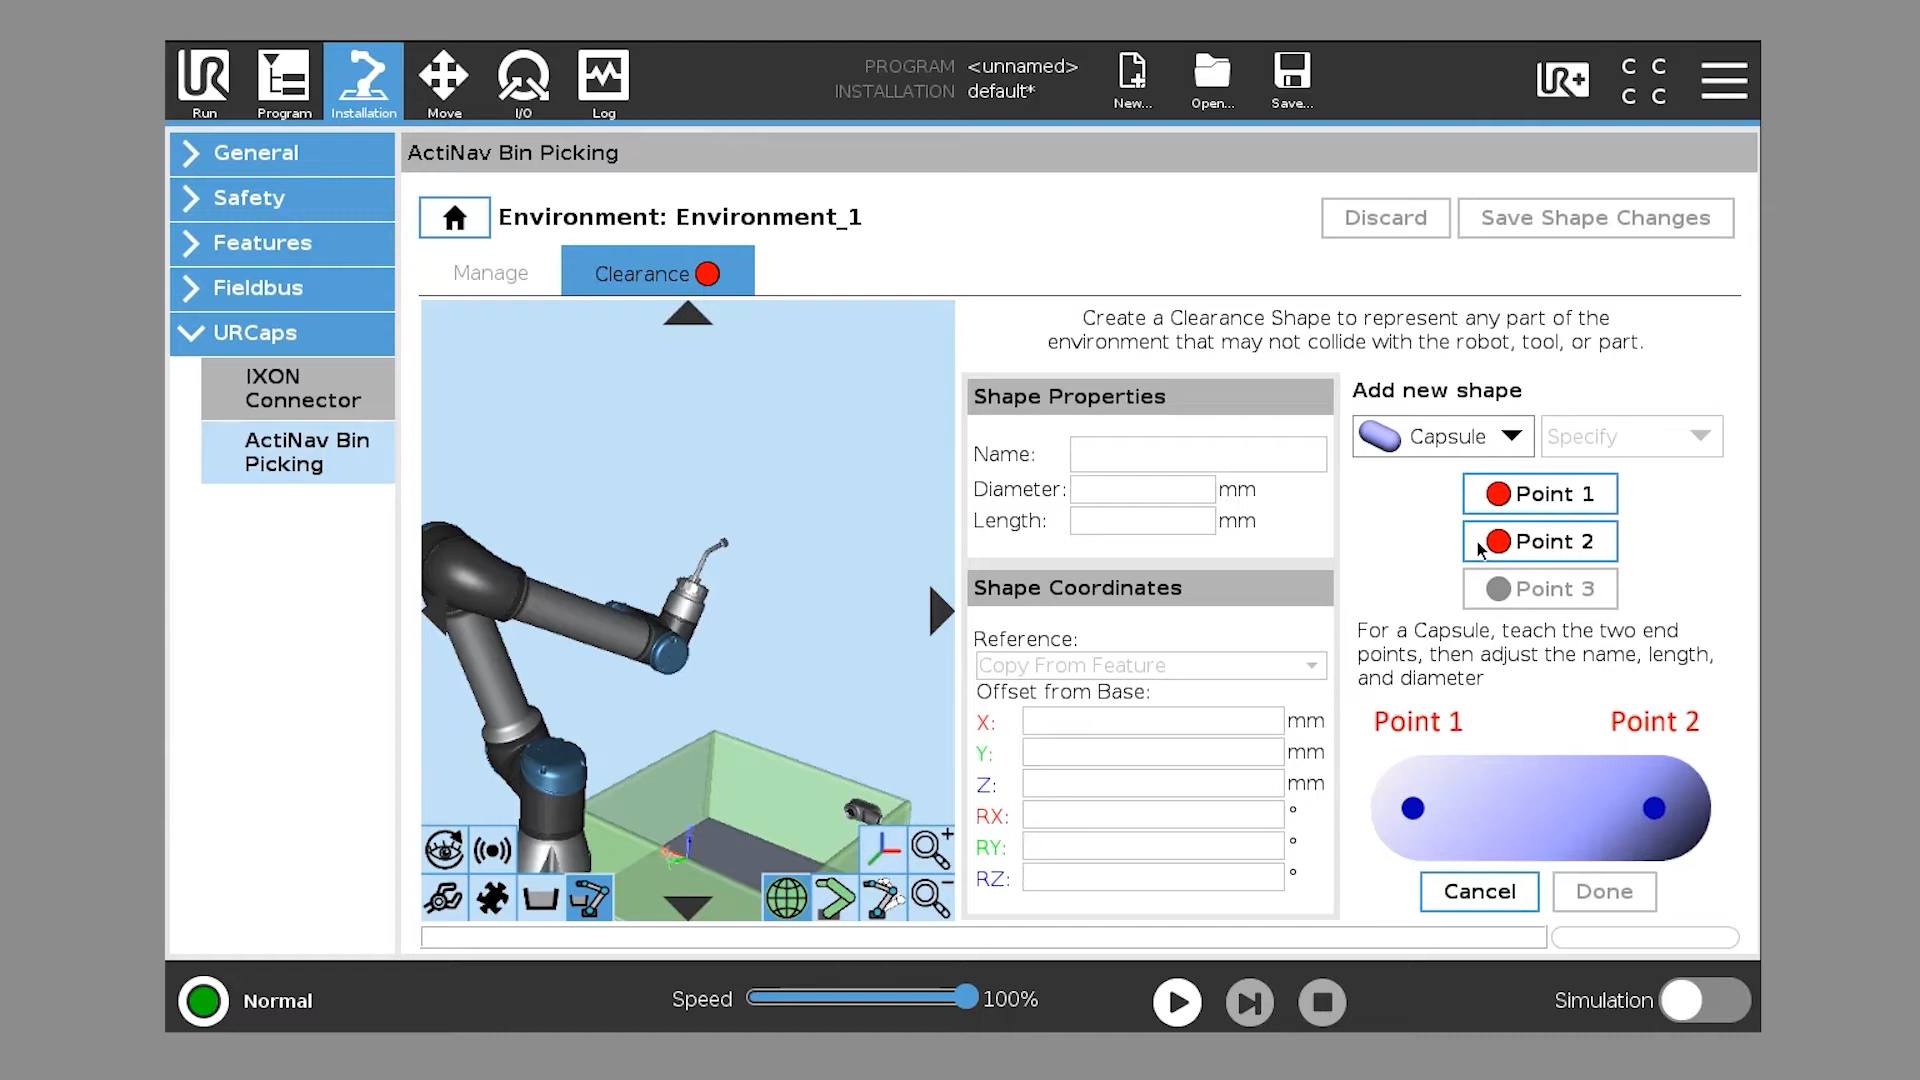 Run
Program
Installation
Move
I/O
Log
PROGRAM <unnamed>
INSTALLATION default*
New...
Open...
Save...
UR+
C C
C C
General
Safety
Features
Fieldbus
URCaps
IXON
Connector
ActiNav Bin
Picking
ActiNav Bin Picking
Environment: Environment_1
Discard
Save Shape Changes
Manage
Clearance
Create a Clearance Shape to represent any part of the
environment that may not collide with the robot, tool, or part.
Shape Properties
Name:
Diameter: mm
Length: mm
Shape Coordinates
Reference:
Copy From Feature
Offset from Base:
X: mm
Y: mm
Z: mm
RX: °
RY: °
RZ: °
Add new shape
Capsule
Specify
Point 1
Point 2
Point 3
For a Capsule, teach the two end
points, then adjust the name, length,
and diameter
Point 1 Point 2
Cancel
Done
Normal
Speed 100%
Simulation